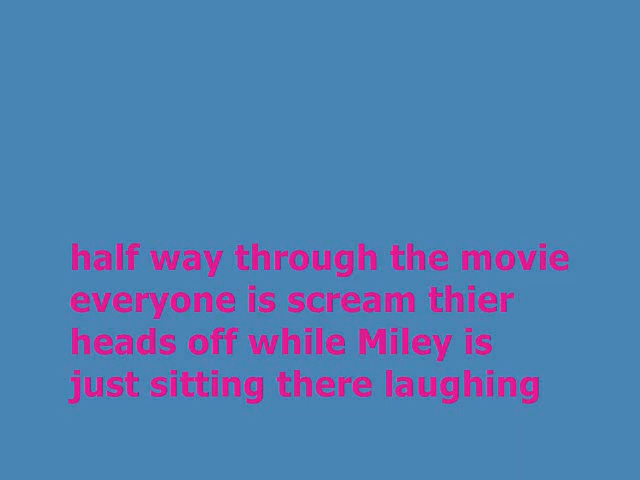 half way through the movie
everyone is scream thier
heads off while Miley is
just sitting there laughing